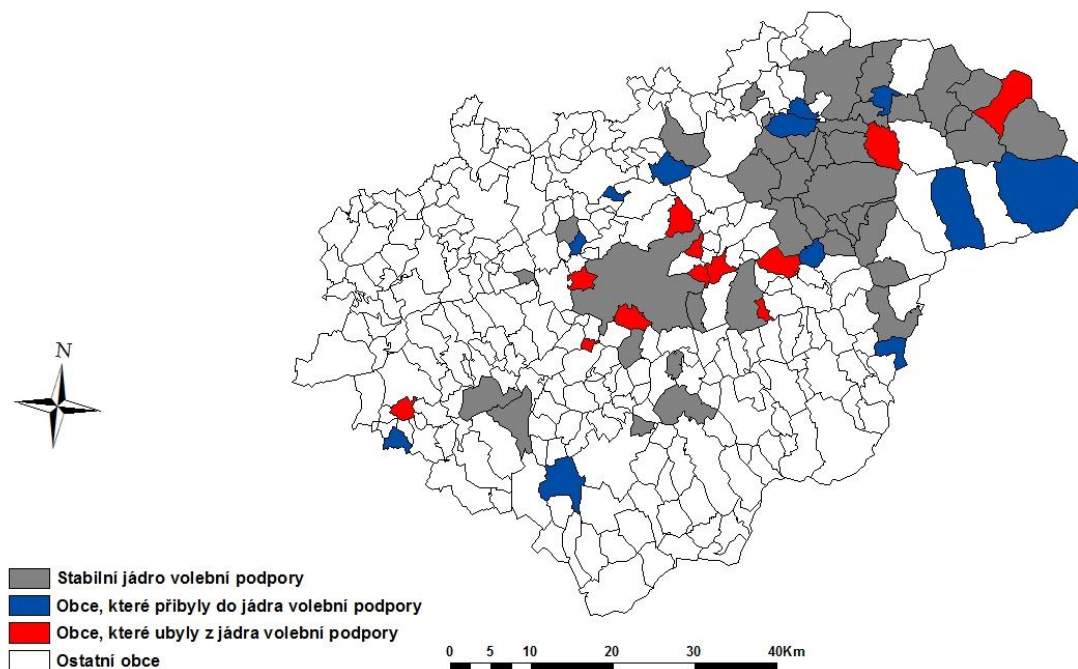 N
Stabilní jádro volební podpory
Obce, které přibyly do jádra volební podpory
Obce, které ubyly z jádra volební podpory
Ostatní obce
0 5 10 20 30 40Km